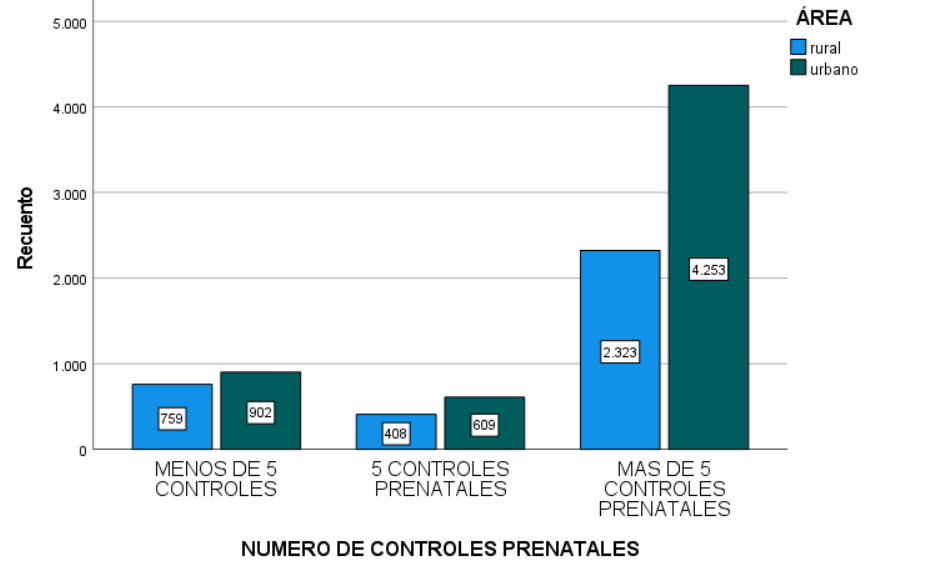 5.000
4.000
3.000
2.000
1.000
0
Recuento
ÁREA
rural
urbano
759
902
408
609
2.323
4.253
MENOS DE 5
CONTROLES
5 CONTROLES
PRENATALES
MAS DE 5
CONTROLES
PRENATALES
NUMERO DE CONTROLES PRENATALES